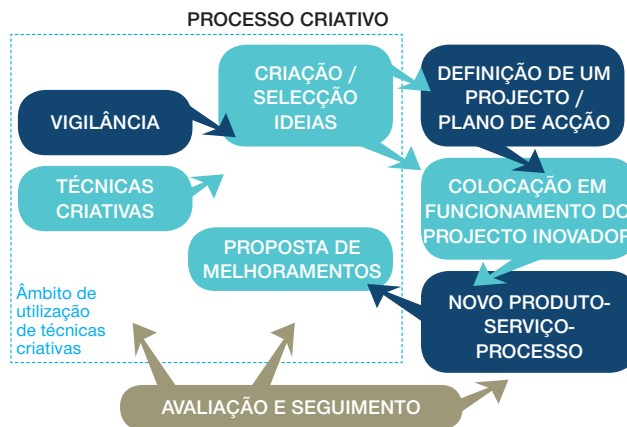 PROCESSO CRIATIVO
CRIAÇÃO /
SELECÇÃO
IDEIAS
DEFINIÇÃO DE UM
PROJECTO /
PLANO DE ACÇÃO
VIGILÂNCIA
TÉCNICAS
CRIATIVAS
COLOCAÇÃO EM
FUNCIONAMENTO DO
PROJECTO INOVADOR
PROPOSTA DE
MELHORAMENTOS
NOVO PRODUTO-
SERVIÇO-
PROCESSO
Âmbito de
utilização
de técnicas
criativas
AVALIAÇÃO E SEGUIMENTO